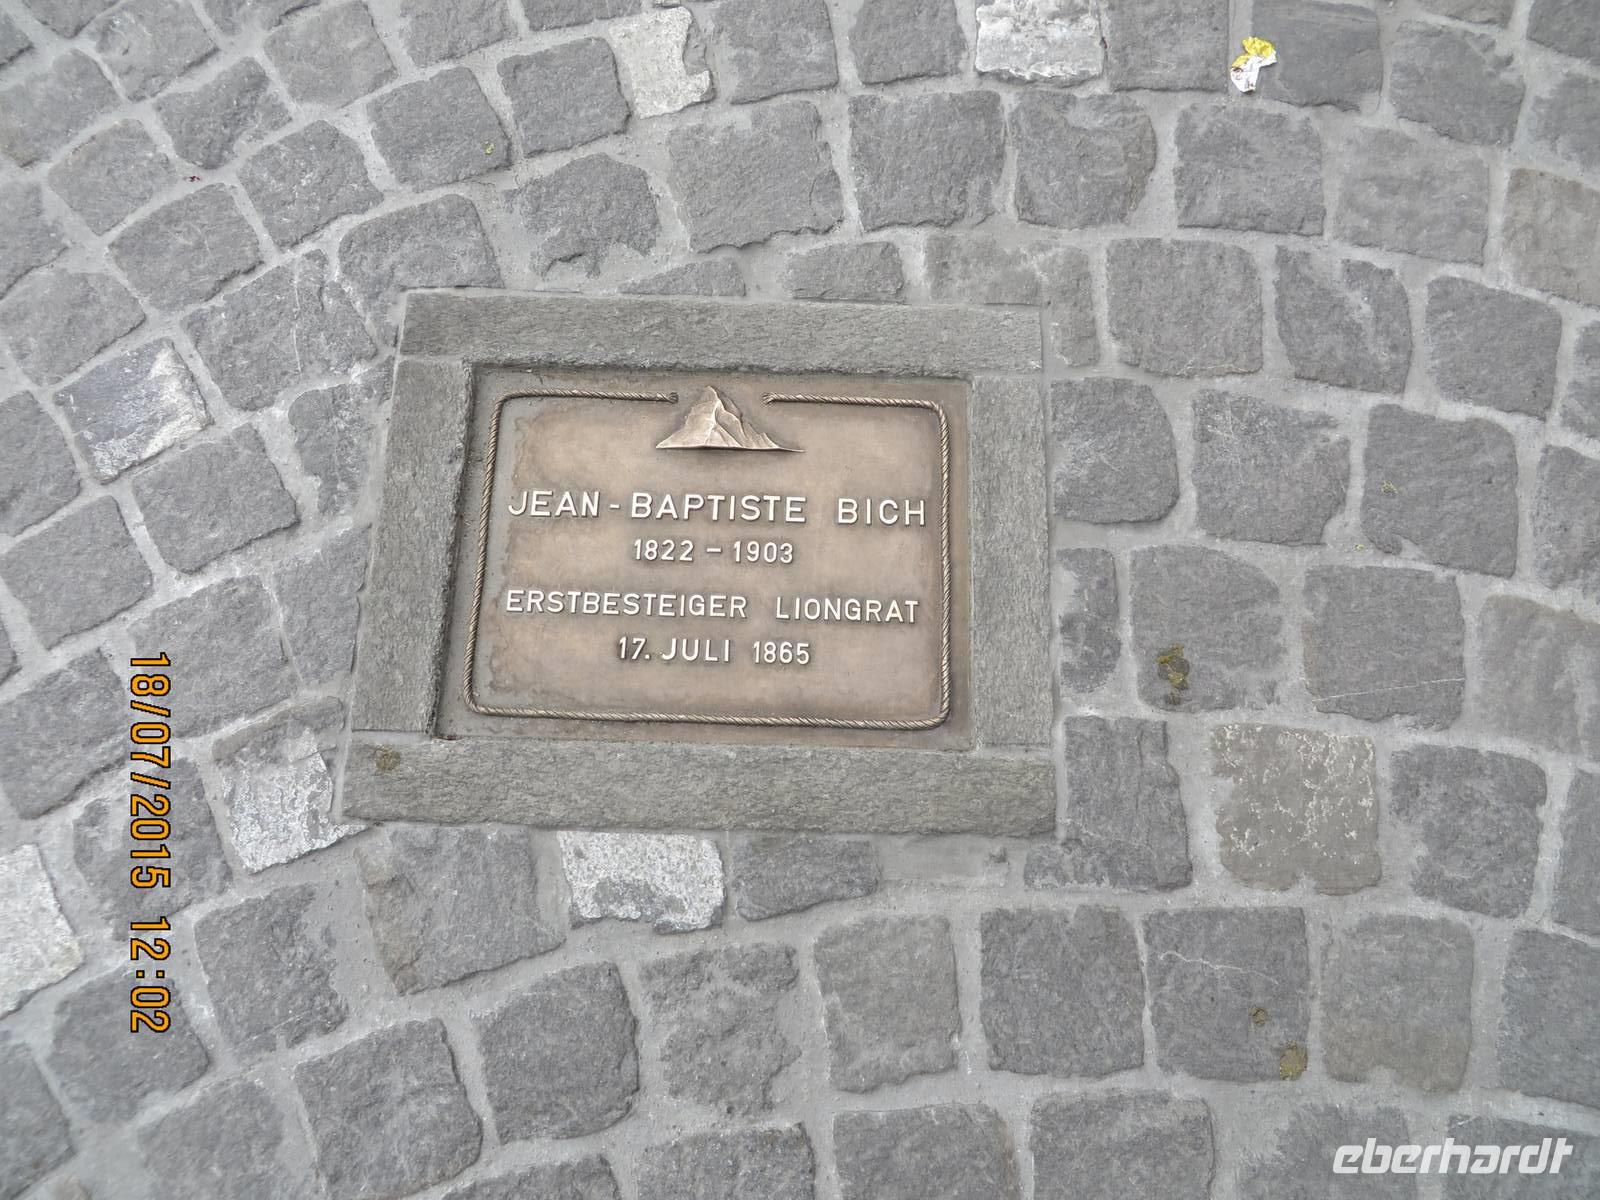 JEAN-BAPTISTE BICH
1822 - 1903
ERSTBESTEIGER LIONGRAT
17. JULI 1865
18/07/2015 12:02
eberhardt